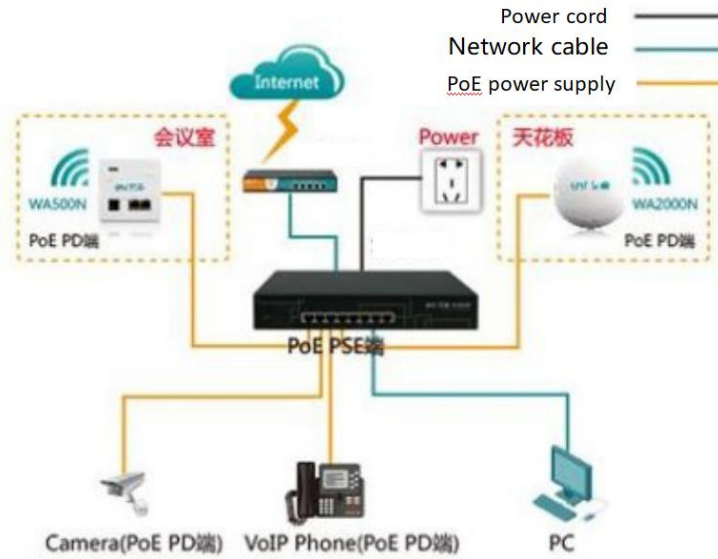 Power cord
Network cable
PoE power supply
Internet
会议室
Power
天花板
WA500N
WA2000N
PoE PD端
PoE PD端
PoE PSE端
Camera(PoE PD端)
VoIP Phone(PoE PD端)
PC